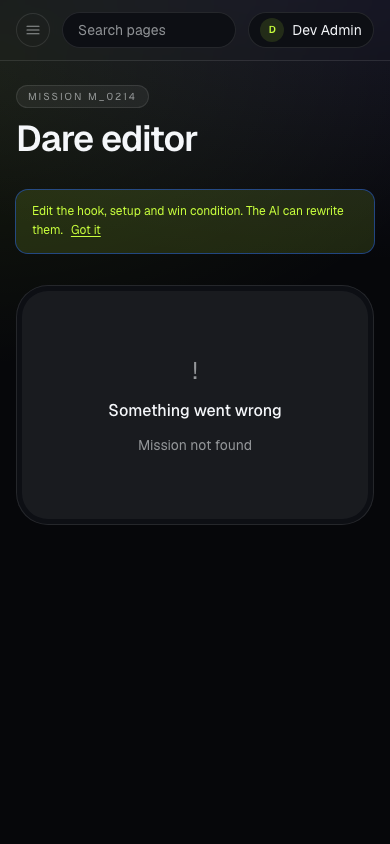 Search pages
D
Dev Admin
MISSION M_0214
Dare editor
Edit the hook, setup and win condition. The AI can rewrite
them. Got it
!
Something went wrong
Mission not found